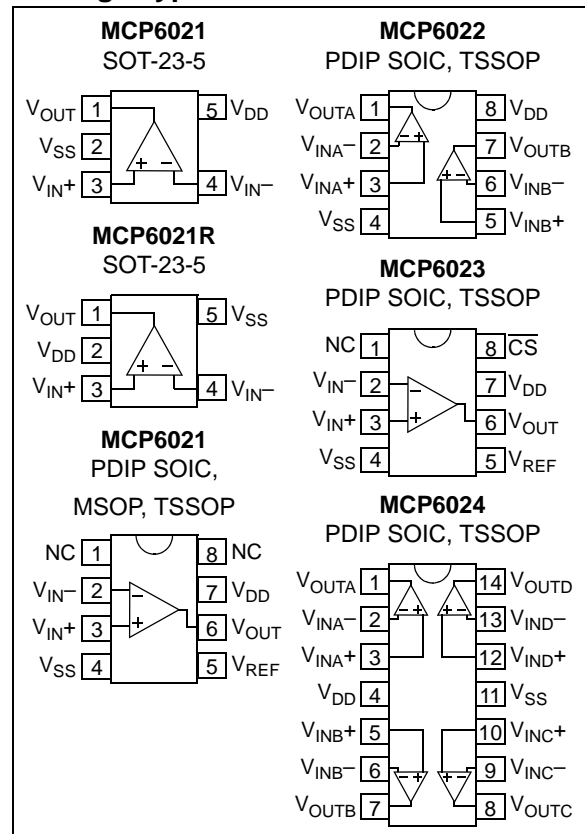 MCP6021
SOT-23-5
VOUT 1
5 VDD
VSS 2
VIN+ 3
4 VIN–
+ –
MCP6021R
SOT-23-5
VOUT 1
5 VSS
VDD 2
VIN+ 3
4 VIN–
+ –
MCP6021
PDIP SOIC,
MSOP, TSSOP
NC 1
8 NC
VIN– 2
7 VDD
VIN+ 3
6 VOUT
VSS 4
5 VREF
–
+
MCP6022
PDIP SOIC, TSSOP
VOUTA 1
8 VDD
VINA– 2
7 VOUTB
VINA+ 3
6 VINB–
VSS 4
5 VINB+
– +
+ –
MCP6023
PDIP SOIC, TSSOP
NC 1
8 CS
VIN– 2
7 VDD
VIN+ 3
6 VOUT
VSS 4
5 VREF
–
+
MCP6024
PDIP SOIC, TSSOP
VOUTA 1
14 VOUTD
VINA– 2
13 VIND–
VINA+ 3
12 VIND+
VDD 4
11 VSS
VINB+ 5
10 VINC+
VINB– 6
9 VINC–
VOUTB 7
8 VOUTC
– +
+ –
– +
+ –